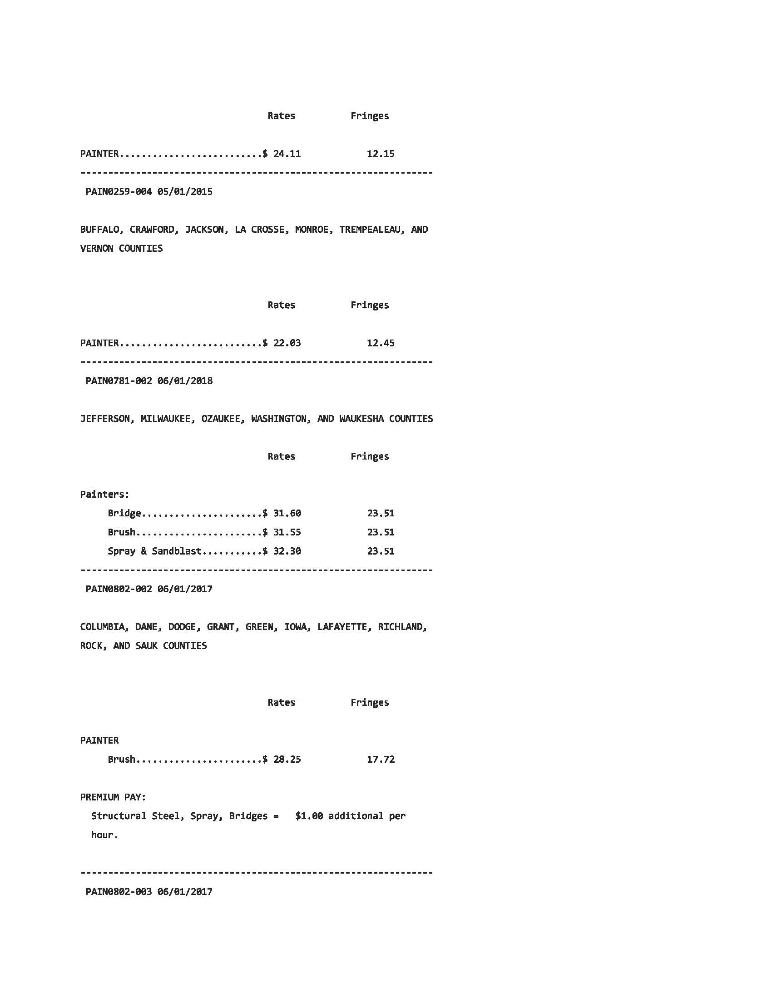 Rates Fringes
PAINTER..........................$ 24.11 12.15
----------------------------------------------------------------
PAIN0259-004 05/01/2015
BUFFALO, CRAWFORD, JACKSON, LA CROSSE, MONROE, TREMPEALEAU, AND
VERNON COUNTIES
Rates Fringes
PAINTER..........................$ 22.03 12.45
----------------------------------------------------------------
PAIN0781-002 06/01/2018
JEFFERSON, MILWAUKEE, OZAUKEE, WASHINGTON, AND WAUKESHA COUNTIES
Rates Fringes
Painters:
Bridge......................$ 31.60 23.51
Brush.......................$ 31.55 23.51
Spray & Sandblast...........$ 32.30 23.51
----------------------------------------------------------------
PAIN0802-002 06/01/2017
COLUMBIA, DANE, DODGE, GRANT, GREEN, IOWA, LAFAYETTE, RICHLAND,
ROCK, AND SAUK COUNTIES
Rates Fringes
PAINTER
Brush.......................$ 28.25 17.72
PREMIUM PAY:
Structural Steel, Spray, Bridges = $1.00 additional per
hour.
----------------------------------------------------------------
PAIN0802-003 06/01/2017